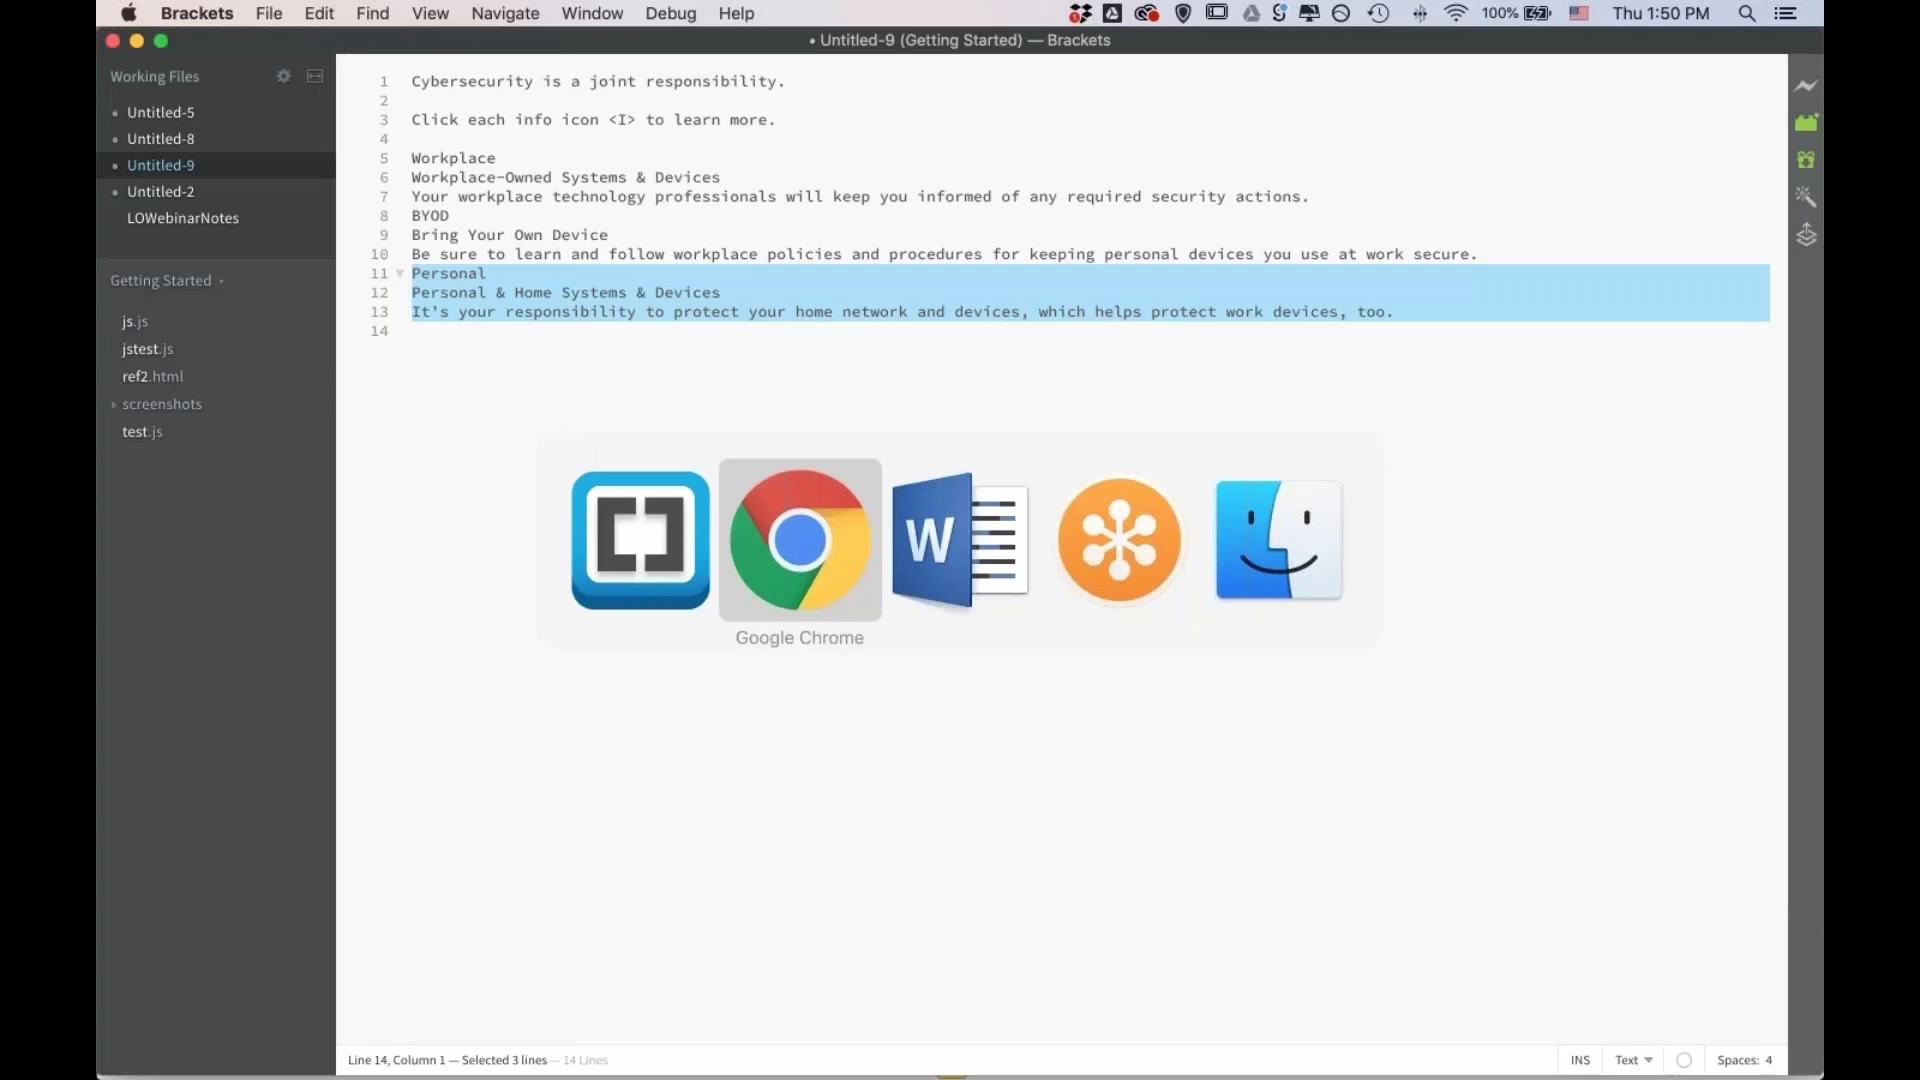 Brackets File Edit Find View Navigate Window Debug Help 100% Thu 1:50 PM
• Untitled-9 (Getting Started) — Brackets
Working Files
Untitled-5
Untitled-8
Untitled-9
Untitled-2
LOWebinarNotes
Getting Started
js.js
jstest.js
ref2.html
screenshots
test.js
1 Cybersecurity is a joint responsibility.
2
3 Click each info icon <I> to learn more.
4
5 Workplace
6 Workplace-Owned Systems & Devices
7 Your workplace technology professionals will keep you informed of any required security actions.
8 BYOD
9 Bring Your Own Device
10 Be sure to learn and follow workplace policies and procedures for keeping personal devices you use at work secure.
11 Personal
12 Personal & Home Systems & Devices
13 It's your responsibility to protect your home network and devices, which helps protect work devices, too.
14
W
Google Chrome
Line 14, Column 1 — Selected 3 lines — 14 Lines
INS Text Spaces: 4